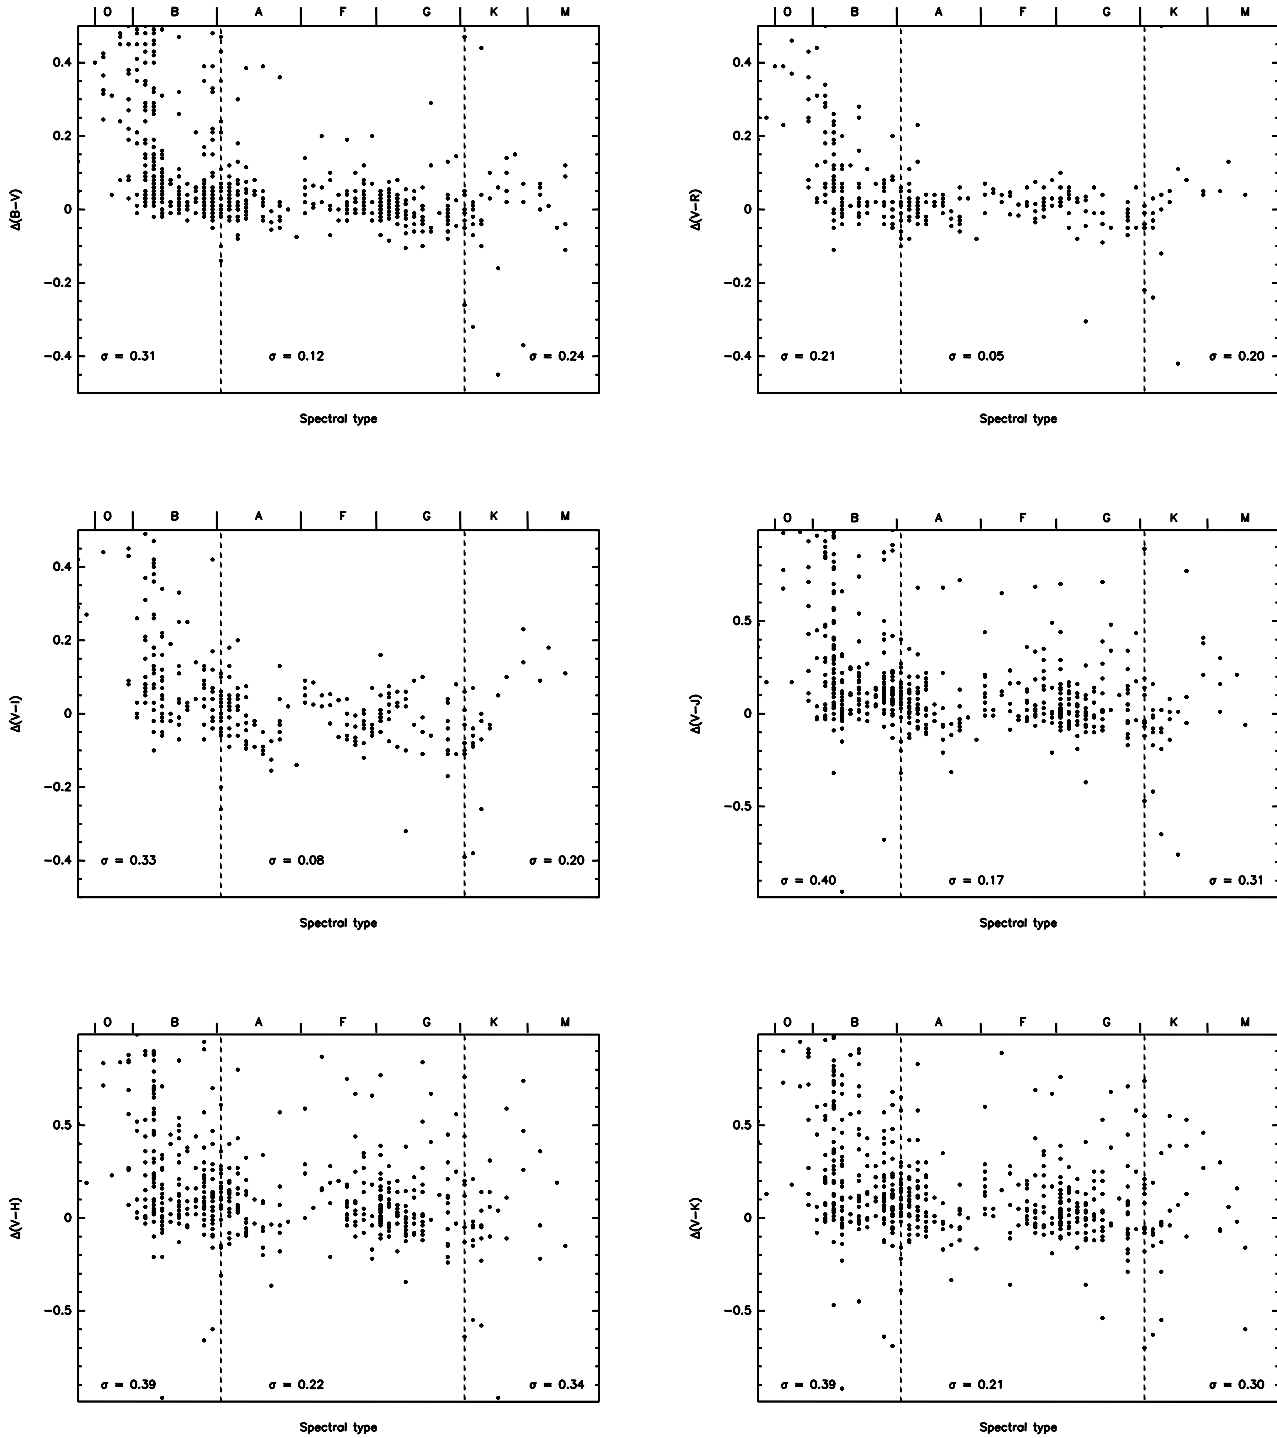 O B A F G K M
0.4
0.2
0
−0.2
−0.4
Δ(B−V)
σ = 0.31 σ = 0.12 σ = 0.24
Spectral type
O B A F G K M
0.4
0.2
0
−0.2
−0.4
Δ(V−R)
σ = 0.21 σ = 0.05 σ = 0.20
Spectral type
O B A F G K M
0.4
0.2
0
−0.2
−0.4
Δ(V−I)
σ = 0.33 σ = 0.08 σ = 0.20
Spectral type
O B A F G K M
0.5
0
−0.5
Δ(V−J)
σ = 0.40 σ = 0.17 σ = 0.31
Spectral type
O B A F G K M
0.5
0
−0.5
Δ(V−H)
σ = 0.39 σ = 0.22 σ = 0.34
Spectral type
O B A F G K M
0.5
0
−0.5
Δ(V−K)
σ = 0.39 σ = 0.21 σ = 0.30
Spectral type